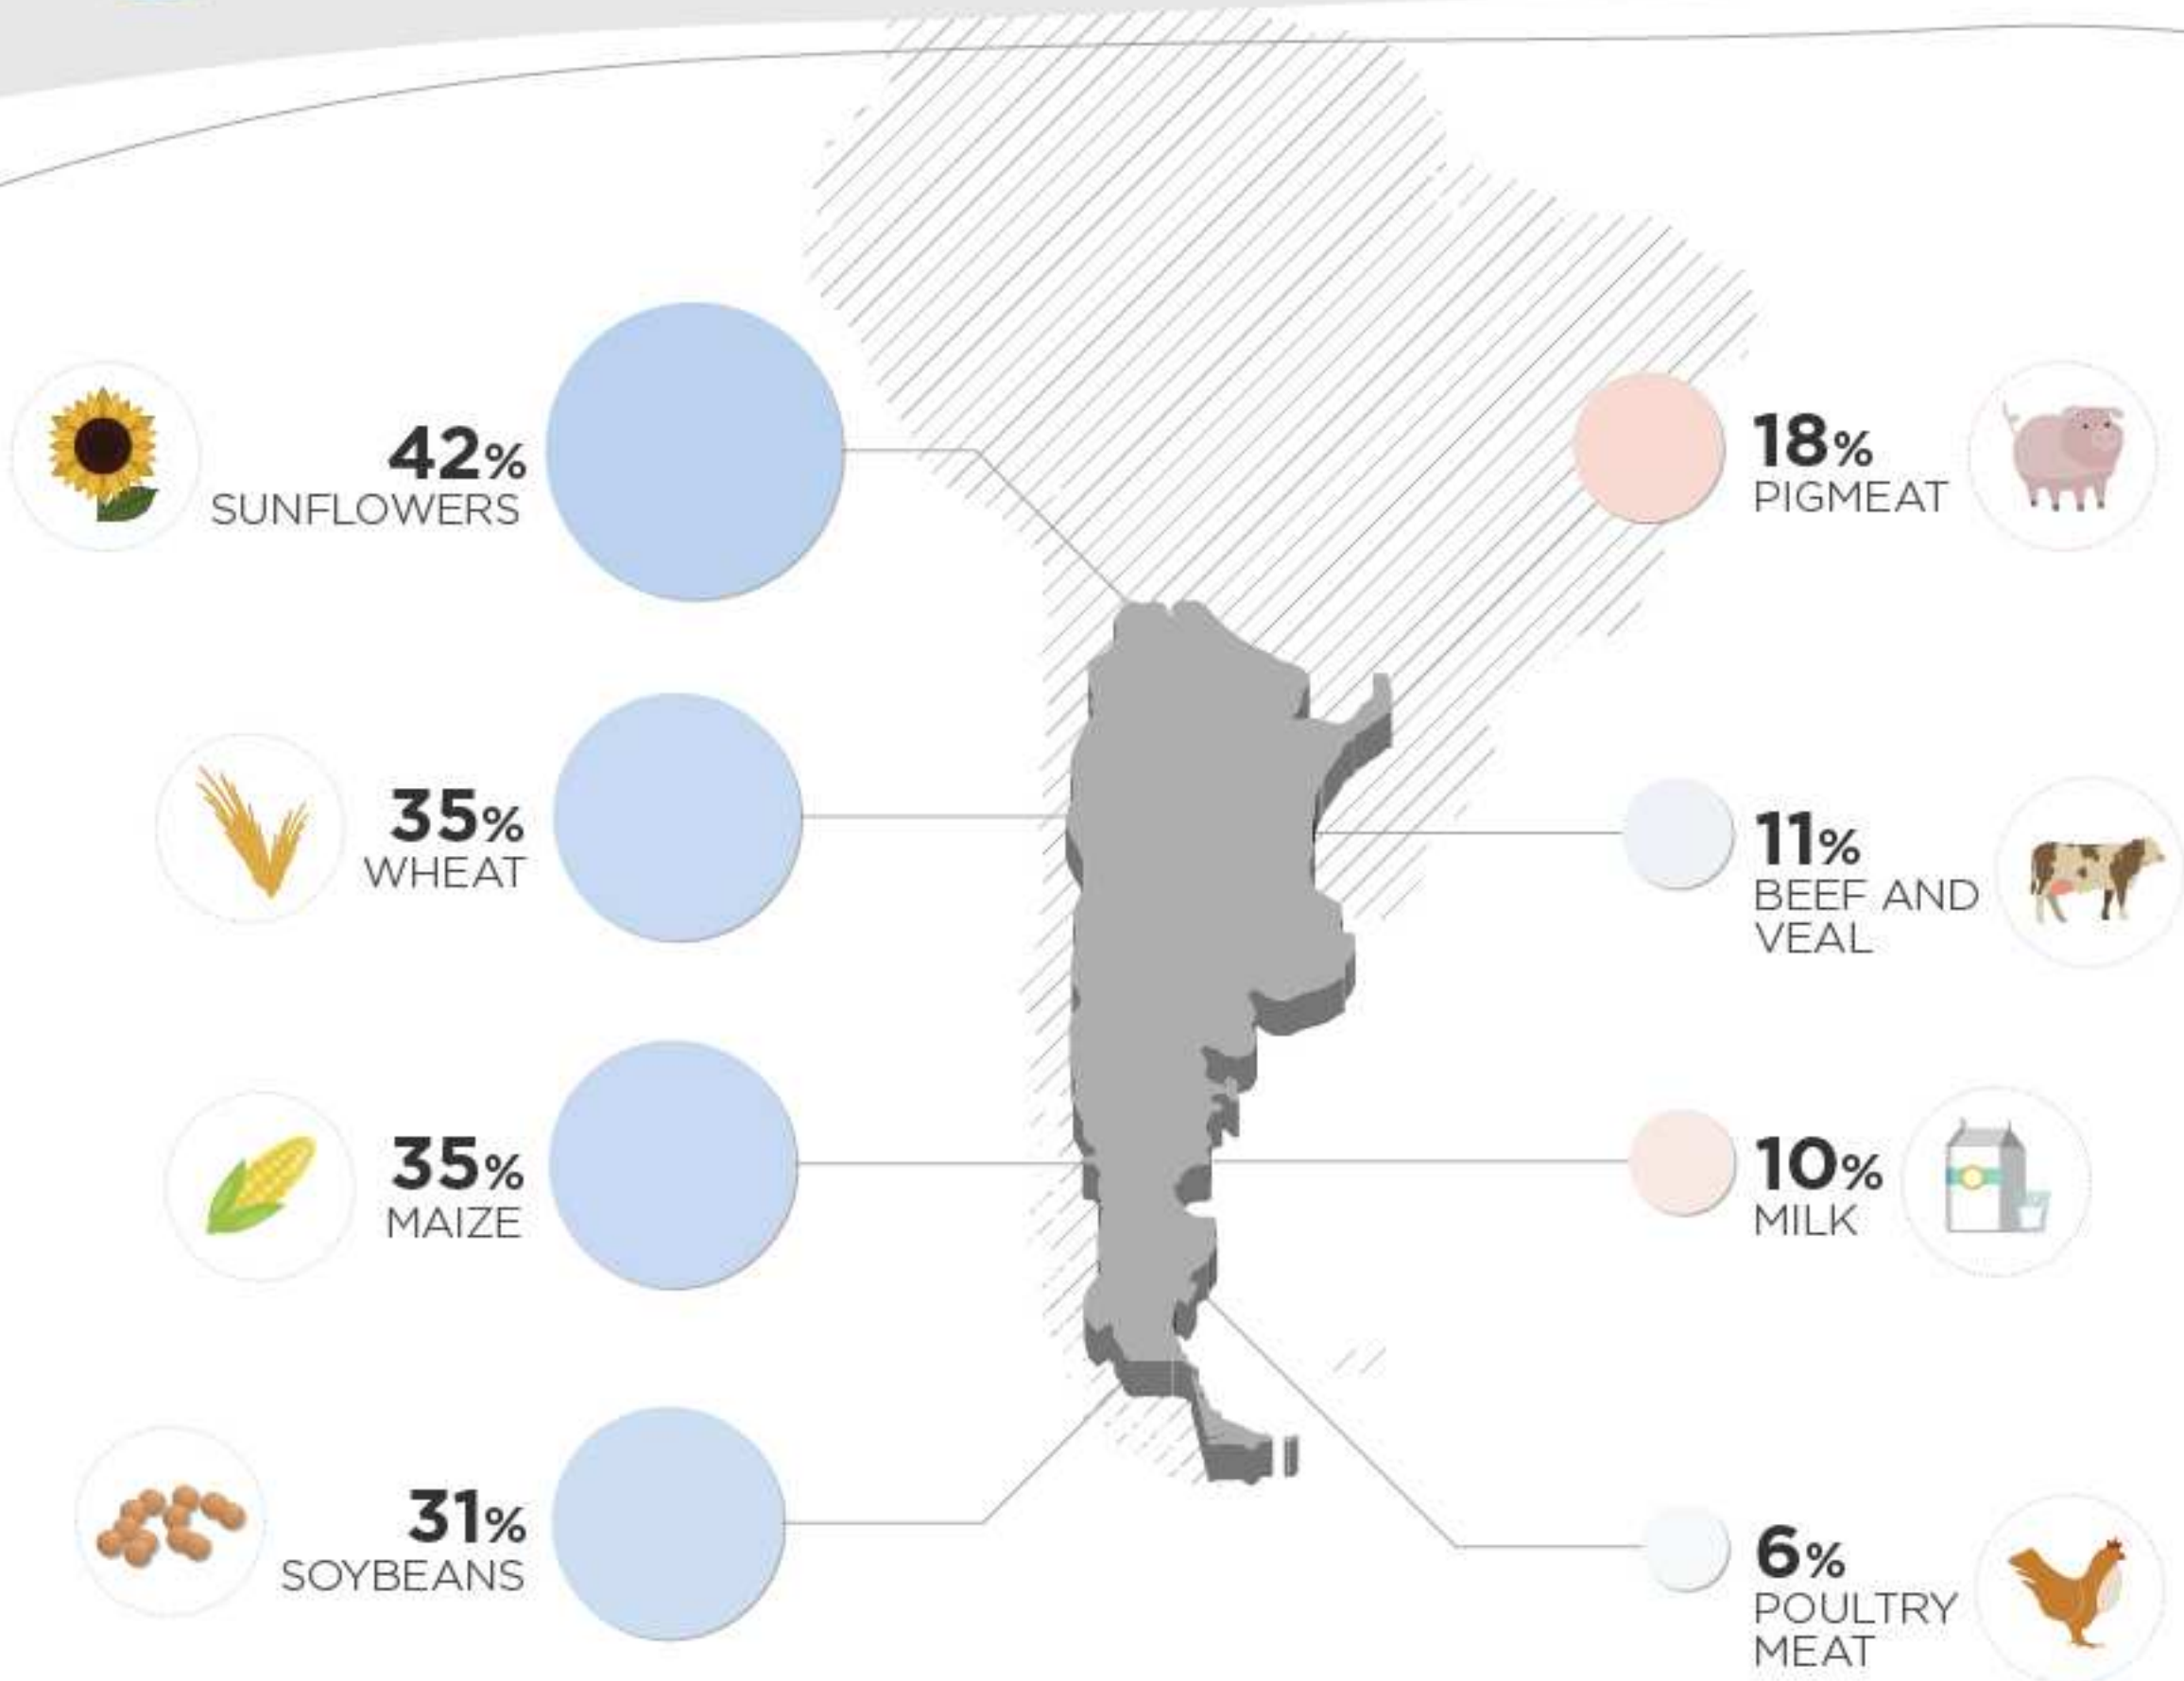 42%
SUNFLOWERS
35%
WHEAT
35%
MAIZE
31%
SOYBEANS
18%
PIGMEAT
11%
BEEF AND
VEAL
10%
MILK
6%
POULTRY
MEAT